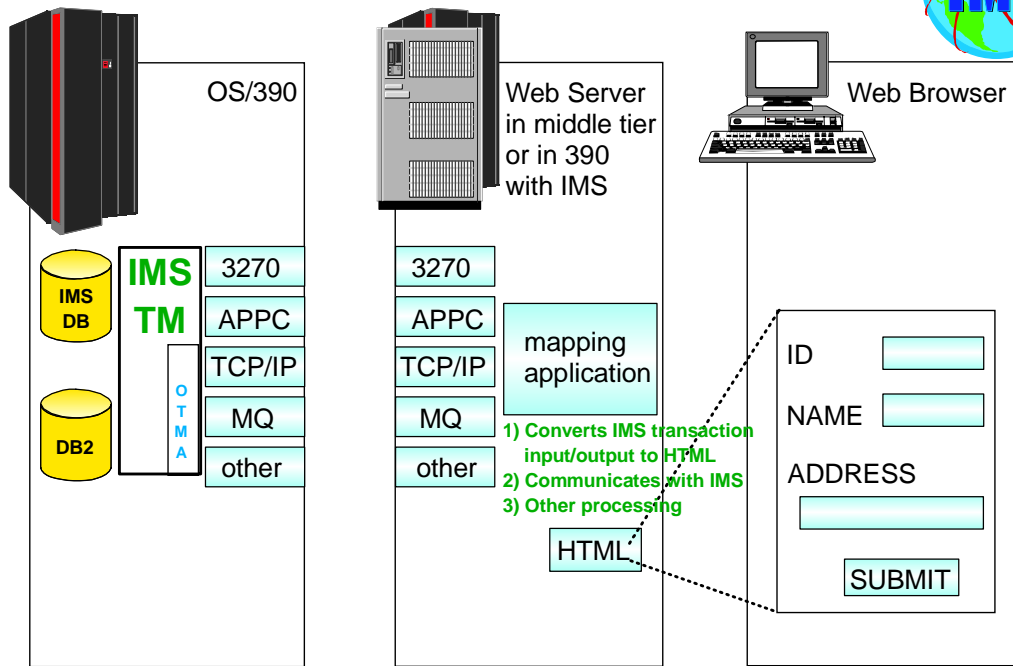 OS/390
IMS
DB
DB2
IMS
TM
OTMA
3270
APPC
TCP/IP
MQ
other
Web Server
in middle tier
or in 390
with IMS
3270
APPC
TCP/IP
MQ
other
mapping
application
1) Converts IMS transaction
input/output to HTML
2) Communicates with IMS
3) Other processing
HTML
Web Browser
ID
NAME
ADDRESS
SUBMIT